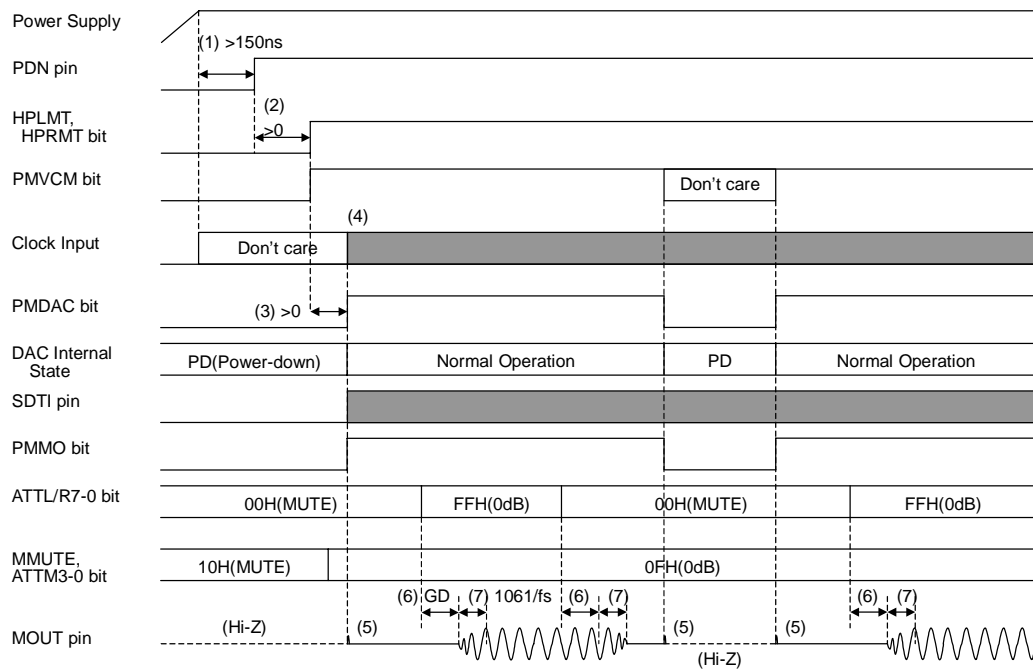 Power Supply
(1) >150ns
PDN pin
(2)
HPLMT,
HPRMT bit
>0
PMVCM bit
Don't care
(4)
Clock Input
Don't care
PMDAC bit
(3) >0
DAC Internal
State
PD(Power-down)
Normal Operation
PD
Normal Operation
SDTI pin
PMMO bit
ATTL/R7-0 bit
00H(MUTE)
FFH(0dB)
00H(MUTE)
FFH(0dB)
MMUTE,
ATTM3-0 bit
10H(MUTE)
0FH(0dB)
(6) GD (7) 1061/fs (6) (7) (6) (7)
MOUT pin
(Hi-Z)
(5)
(5)
(5)
(Hi-Z)